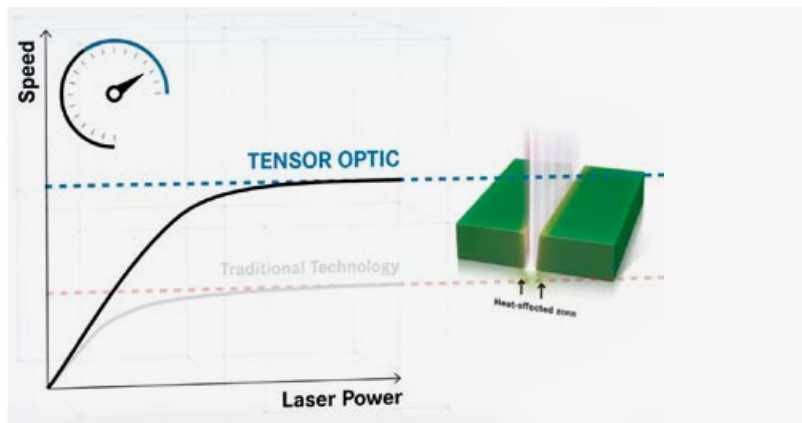 Speed
TENSOR OPTIC
Traditional Technology
Heat-affected zone
Laser Power